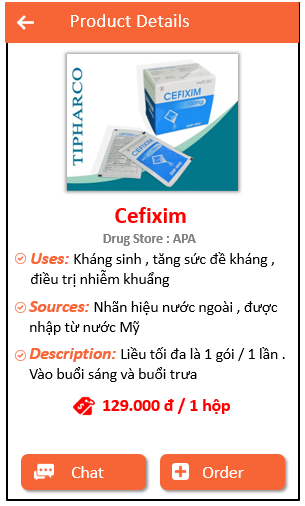 Product Details
TIPHARCO
CEFIXIM
CEFIXIM
Cefixim
Drug Store : APA
Uses: Kháng sinh , tăng sức đề kháng ,
điều trị nhiễm khuẩng
Sources: Nhãn hiệu nước ngoài , được
nhập từ nước Mỹ
Description: Liều tối đa là 1 gói / 1 lần .
Vào buổi sáng và buổi trưa
129.000 đ / 1 hộp
Chat
Order